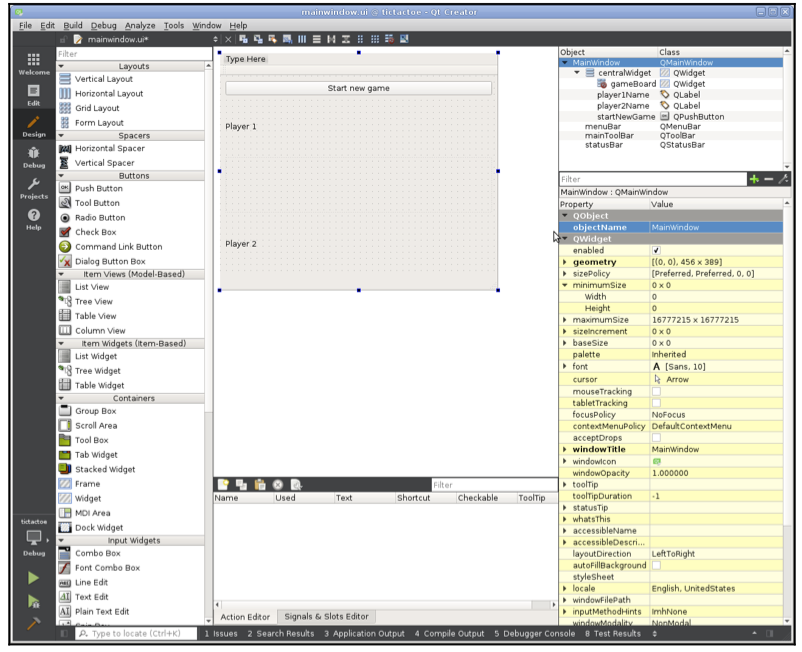 mainwindow.ui @ tictactoe - Qt Creator
File Edit Build Debug Analyze Tools Window Help
mainwindow.ui*
Welcome
Edit
Design
Debug
Projects
Help
tictactoe
Debug
Filter
Layouts
Vertical Layout
Horizontal Layout
Grid Layout
Form Layout
Spacers
Horizontal Spacer
Vertical Spacer
Buttons
Push Button
Tool Button
Radio Button
Check Box
Command Link Button
Dialog Button Box
Item Views (Model-Based)
List View
Tree View
Table View
Column View
Item Widgets (Item-Based)
List Widget
Tree Widget
Table Widget
Containers
Group Box
Scroll Area
Tool Box
Tab Widget
Stacked Widget
Frame
Widget
MDI Area
Dock Widget
Input Widgets
Combo Box
Font Combo Box
Line Edit
Text Edit
Plain Text Edit
Type Here
Start new game
Player 1
Player 2
Filter
Name Used Text Shortcut Checkable ToolTip
Action Editor Signals & Slots Editor
Object Class
MainWindow QMainWindow
centralWidget QWidget
gameBoard QWidget
player1Name QLabel
player2Name QLabel
startNewGame QPushButton
menuBar QMenuBar
mainToolBar QToolBar
statusBar QStatusBar
Filter
MainWindow : QMainWindow
Property Value
QObject
objectName MainWindow
QWidget
enabled
geometry [(0, 0), 456 x 389]
sizePolicy [Preferred, Preferred, 0, 0]
minimumSize 0 x 0
Width 0
Height 0
maximumSize 16777215 x 16777215
sizeIncrement 0 x 0
baseSize 0 x 0
palette Inherited
font A [Sans, 10]
cursor Arrow
mouseTracking
tabletTracking
focusPolicy NoFocus
contextMenuPolicy DefaultContextMenu
acceptDrops
windowTitle MainWindow
windowIcon
windowOpacity 1.000000
toolTip
toolTipDuration -1
statusTip
whatsThis
accessibleName
accessibleDescri...
layoutDirection LeftToRight
autoFillBackground
styleSheet
locale English, UnitedStates
windowFilePath
inputMethodHints ImhNone
windowModality NonModal
Type to locate (Ctrl+K) 1 Issues 2 Search Results 3 Application Output 4 Compile Output 5 Debugger Console 8 Test Results